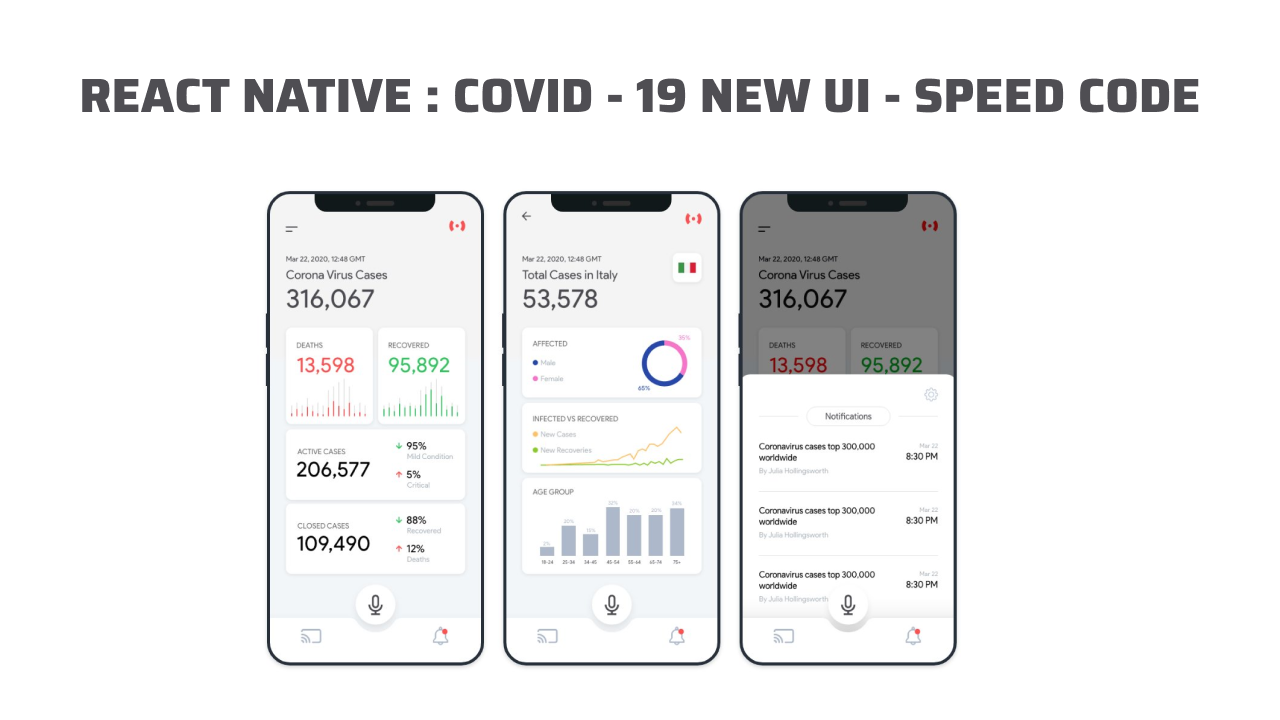 REACT NATIVE : COVID - 19 NEW UI - SPEED CODE
Mar 22, 2020, 12:48 GMT
Corona Virus Cases
316,067
DEATHS
13,598
RECOVERED
95,892
ACTIVE CASES
206,577
95%
Mild Condition
5%
Critical
CLOSED CASES
109,490
88%
Recovered
12%
Deaths
Mar 22, 2020, 12:48 GMT
Total Cases in Italy
53,578
AFFECTED
Male
Female
35%
65%
INFECTED VS RECOVERED
New Cases
New Recoveries
AGE GROUP
20%
20%
34%
18-24 25-34 34-45 45-54 55-64 65-74 75+
Mar 22, 2020, 12:48 GMT
Corona Virus Cases
316,067
DEATHS
13,598
RECOVERED
95,892
Notifications
Coronavirus cases top 300,000
worldwide
By Julia Hollingsworth
Mar 22
8:30 PM
Coronavirus cases top 300,000
worldwide
By Julia Hollingsworth
Mar 22
8:30 PM
Coronavirus cases top 300,000
worldwide
By Julia Hollingsworth
Mar 22
8:30 PM